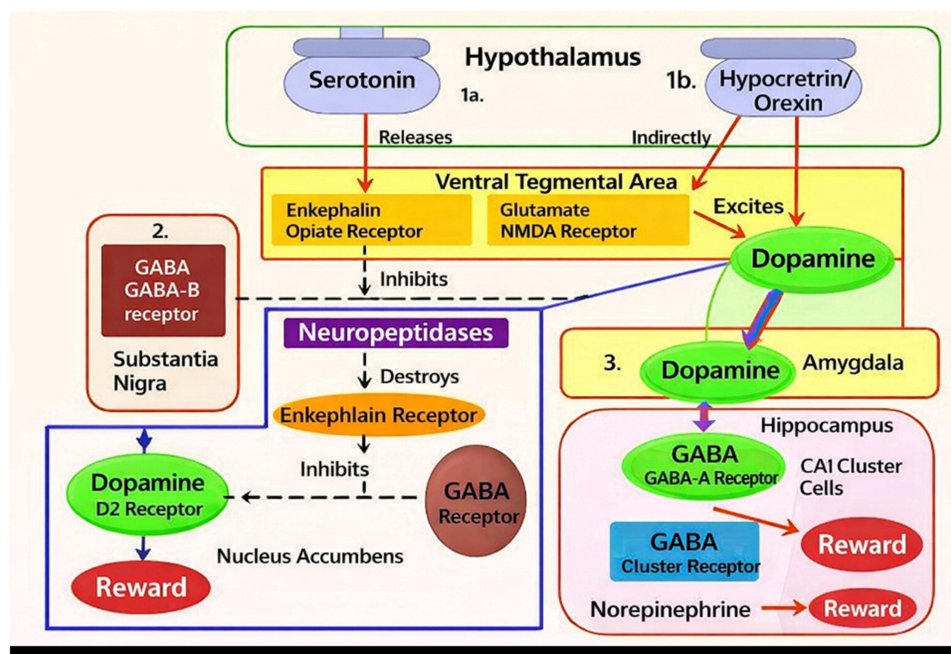 Hypothalamus
Serotonin
1a.
1b.
Hypocretrin/
Orexin
Releases
Indirectly
Ventral Tegmental Area
Enkephalin
Opiate Receptor
Glutamate
NMDA Receptor
Excites
Dopamine
2.
GABA
GABA-B
receptor
Substantia
Nigra
Inhibits
Neuropeptidases
Destroys
Enkephlain Receptor
Inhibits
GABA
Receptor
Dopamine
D2 Receptor
Nucleus Accumbens
Reward
3.
Dopamine
Amygdala
Hippocampus
GABA
GABA-A Receptor
CA1 Cluster
Cells
Reward
GABA
Cluster Receptor
Norepinephrine
Reward